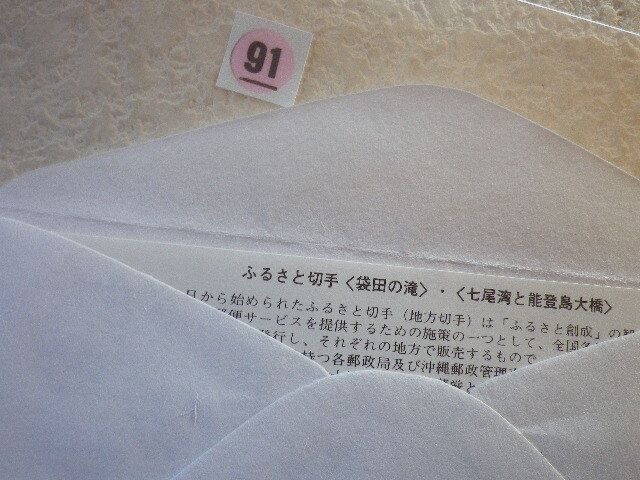 91
ふるさと切手〈袋田の滝〉・〈七尾湾と能登島大橋〉
日から始められたふるさと切手（地方切手）は「ふるさと創成」の
便サービスを提供するための施策の一つとして、全国
行し、それぞれの地方で販売するもので
持つ各郵政局及び沖縄郵政管理